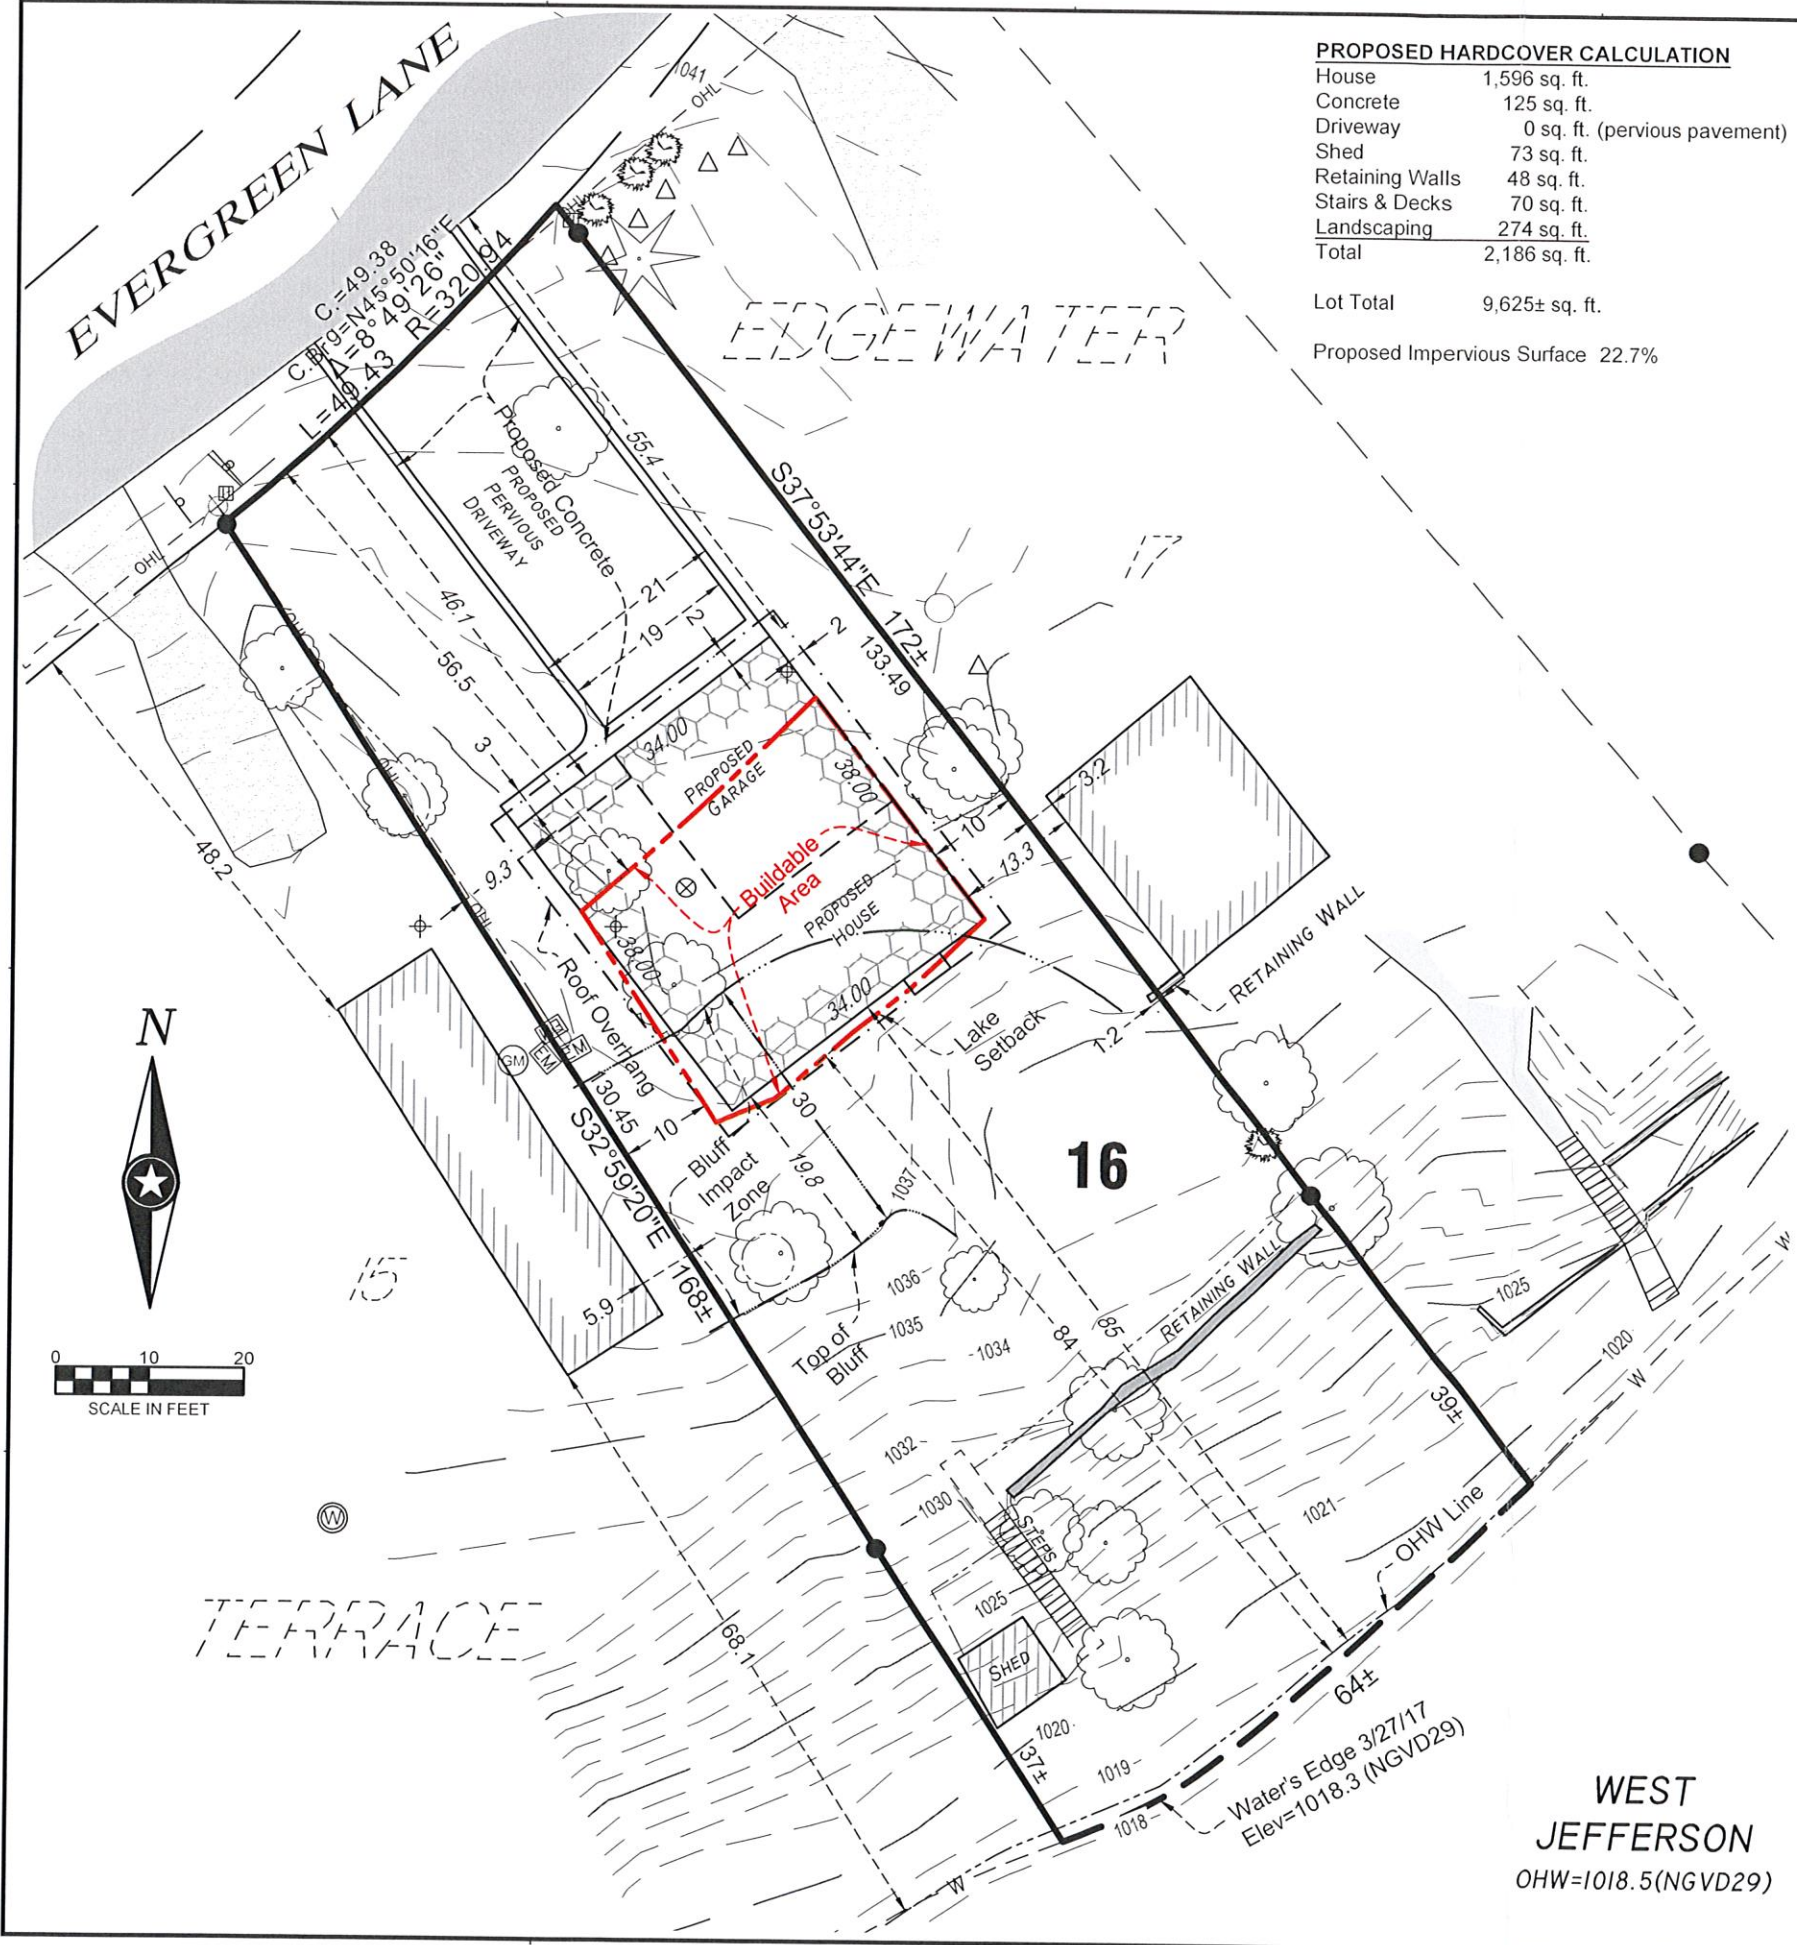 PROPOSED HARDCOVER CALCULATION
House 1,596 sq. ft.
Concrete 125 sq. ft.
Driveway 0 sq. ft. (pervious pavement)
Shed 73 sq. ft.
Retaining Walls 48 sq. ft.
Stairs & Decks 70 sq. ft.
Landscaping 274 sq. ft.
Total 2,186 sq. ft.
Lot Total 9,625± sq. ft.
Proposed Impervious Surface 22.7%
EVERGREEN LANE
1041
OHL
C.=49.38
C.Brg=N45°50'16"E
Δ=8°49'26"
L=49.43 R=320.94
EDGEWATER
OHL
55.4
Proposed Concrete
PROPOSED
PERVIOUS
DRIVEWAY
S37°53'44"E 172±
133.49
46.1
56.5
21
19
2
2
OHL
OHL
3
34.00
PROPOSED
GARAGE
38.00
48.2
9.3
OHL
Buildable
Area
PROPOSED
HOUSE
10
13.3
3.2
38.00
34.00
RETAINING WALL
Roof Overhang
Lake
Setback
1.2
N
GM
EM
GM
130.45
S32°59'20"E 168±
10
30
Bluff
Impact
Zone
19.8
1037
16
15
5.9
1036
1035
1034
Top of
Bluff
84
85
RETAINING WALL
1025
1020
W
W
0 10 20
SCALE IN FEET
39±
1032
1030
STEPS
1021
OHW Line
W
TERRACE
68.1
1025
SHED
1020
37±
1019
1018
64±
Water's Edge 3/27/17
Elev=1018.3 (NGVD29)
W
WEST
JEFFERSON
OHW=1018.5(NGVD29)